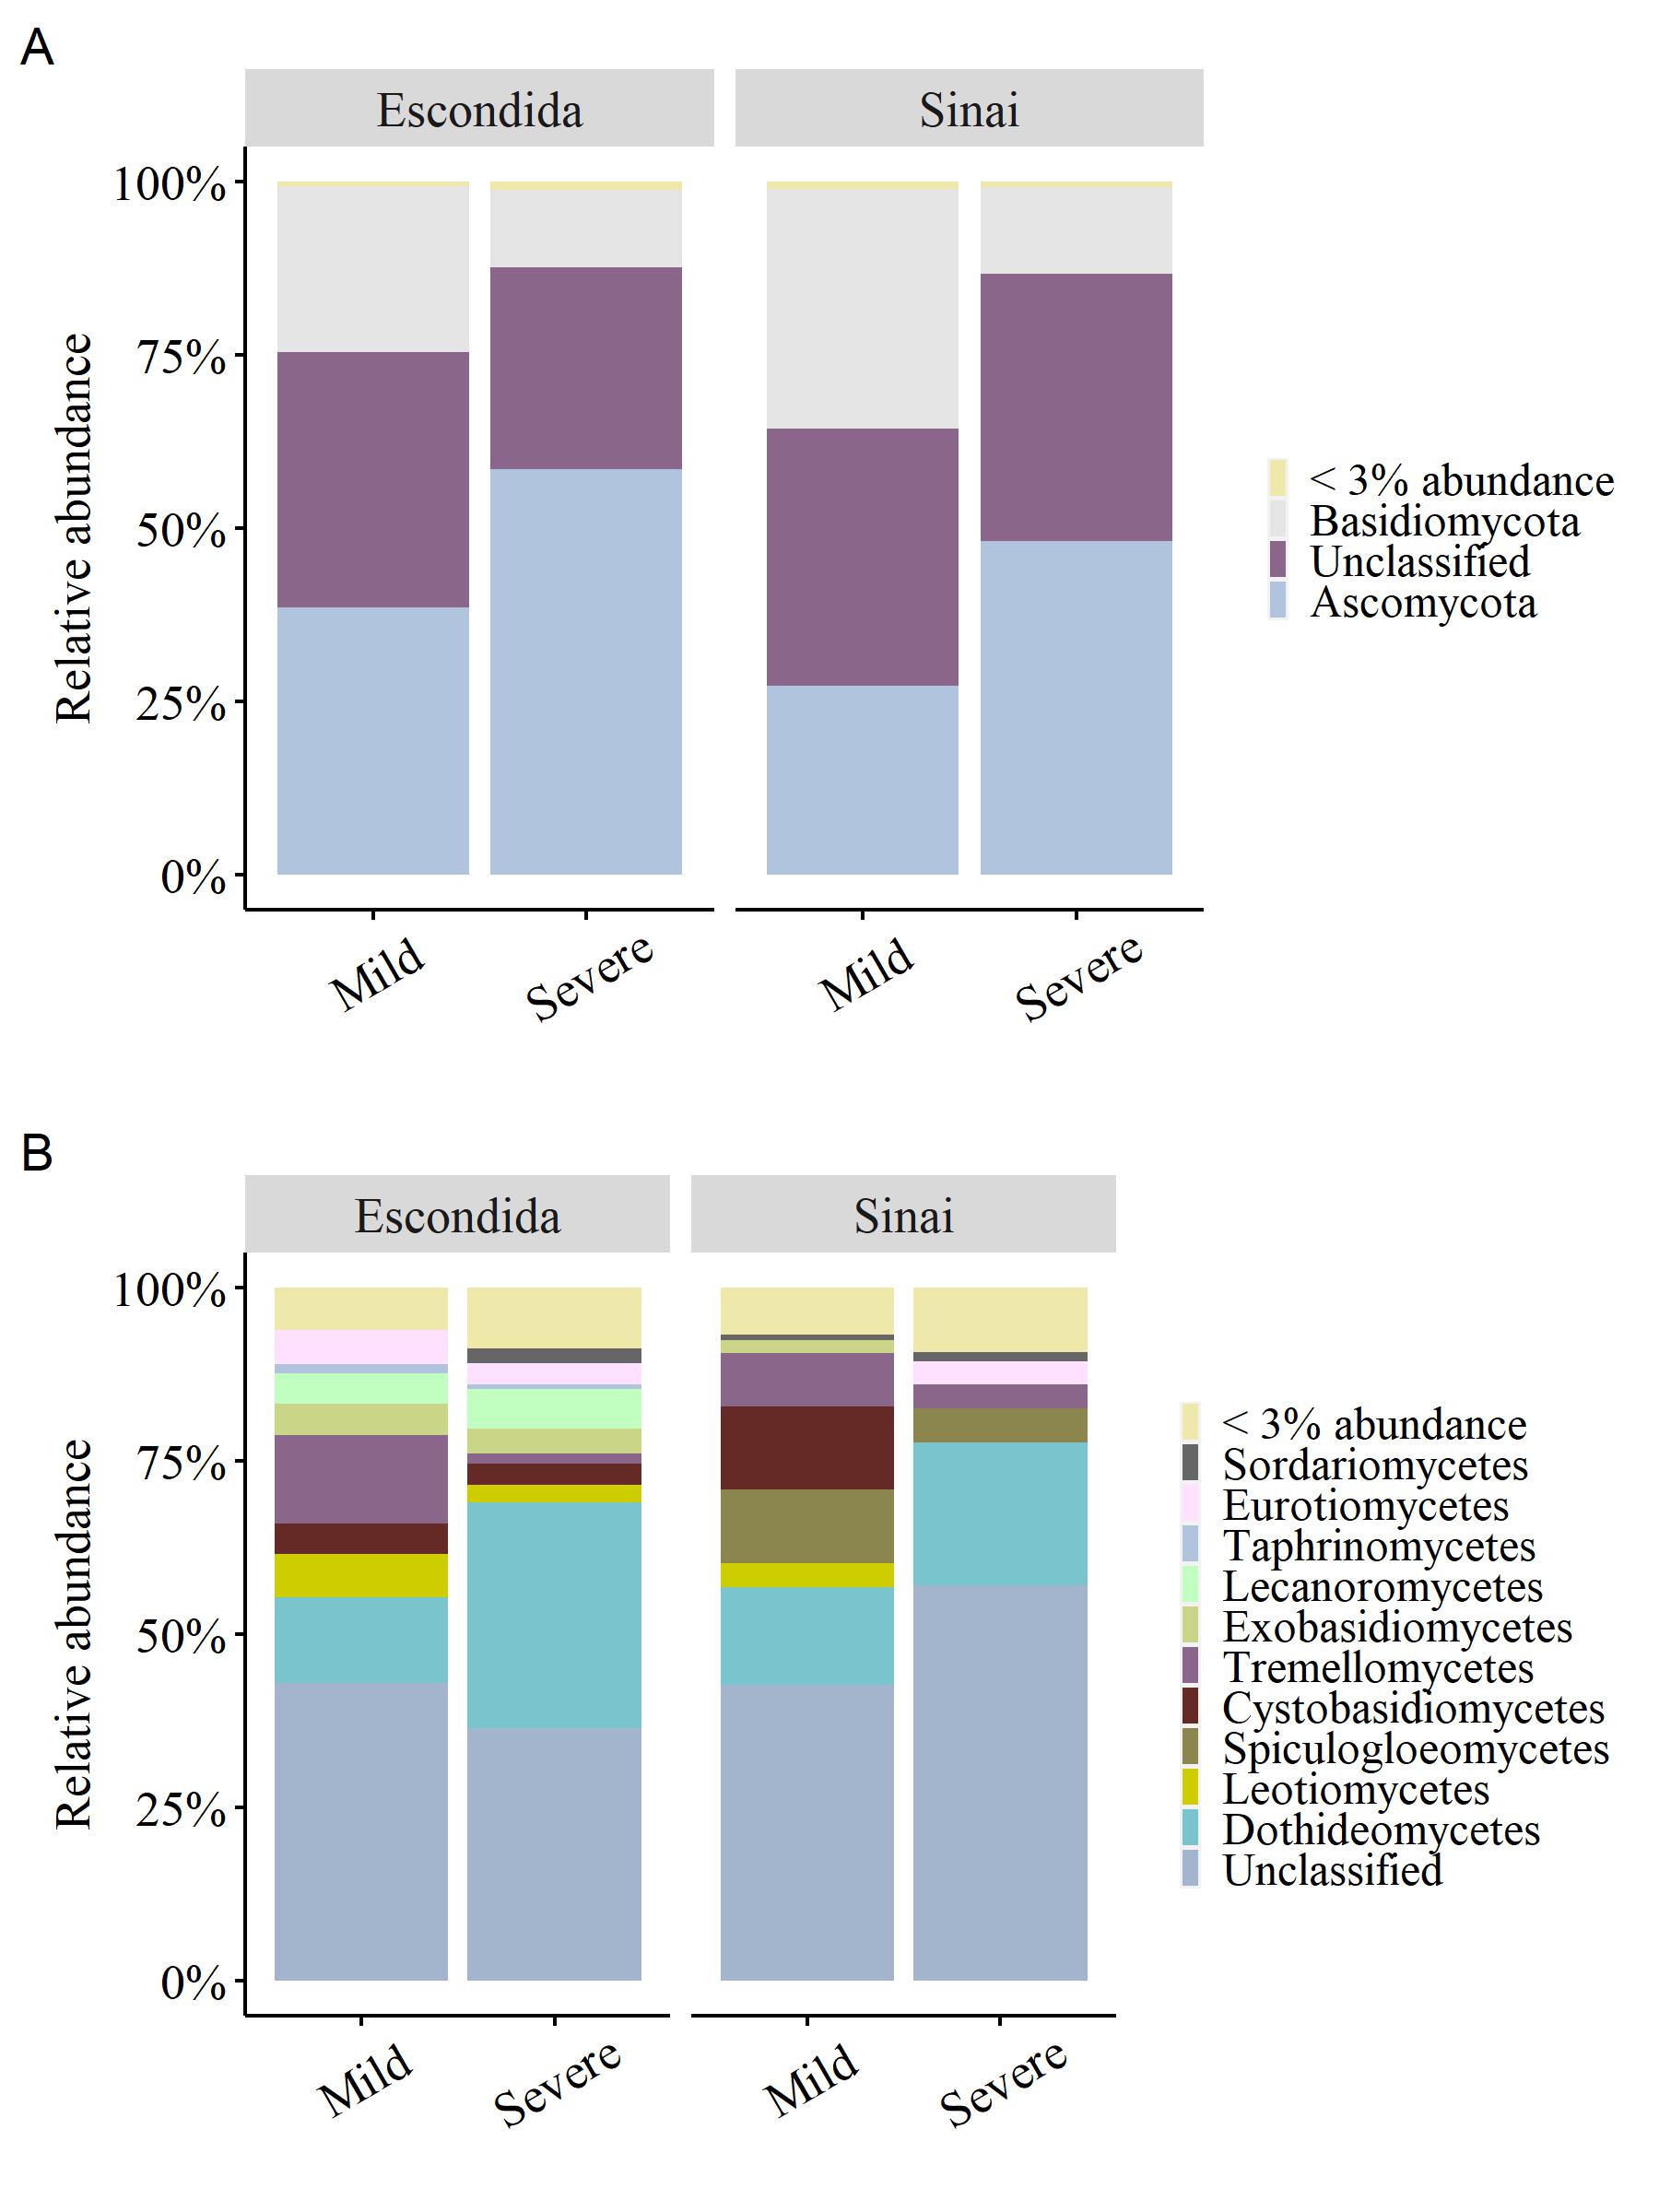 A
Escondida
Sinai
Relative abundance
100%
75%
50%
25%
0%
Mild
Severe
Mild
Severe
< 3% abundance
Basidiomycota
Unclassified
Ascomycota
B
Escondida
Sinai
Relative abundance
100%
75%
50%
25%
0%
Mild
Severe
Mild
Severe
< 3% abundance
Sordariomycetes
Eurotiomycetes
Taphrinomycetes
Lecanoromycetes
Exobasidiomycetes
Tremellomycetes
Cystobasidiomycetes
Spiculogloeomycetes
Leotiomycetes
Dothideomycetes
Unclassified